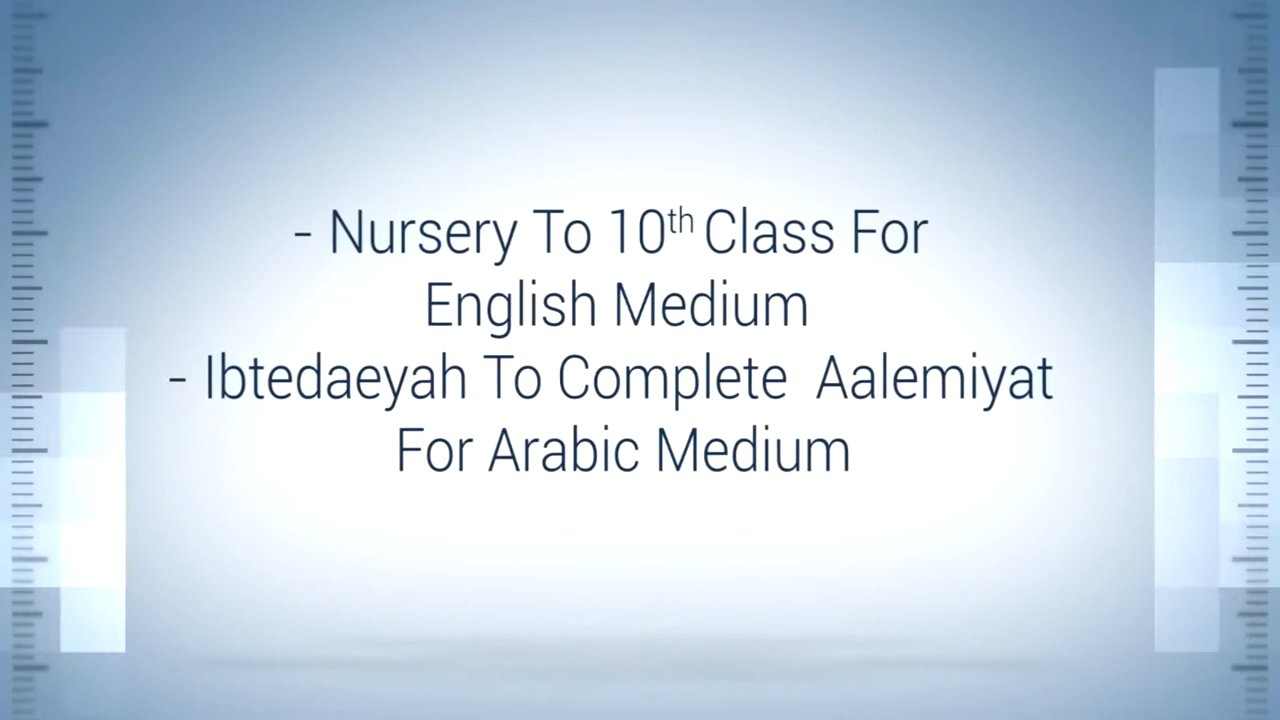 - Nursery To 10th Class For
English Medium
- Ibtedaeyah To Complete Aalemiyat
For Arabic Medium